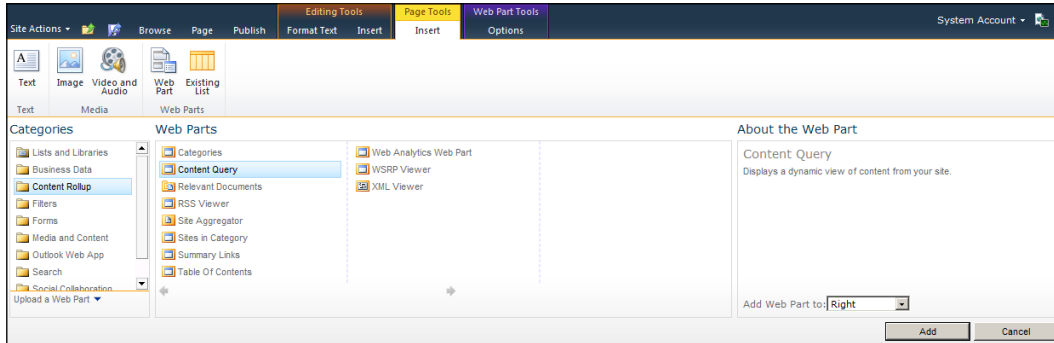 Editing Tools Page Tools Web Part Tools
System Account
Site Actions Browse Page Publish Format Text Insert Insert Options
Text Image Video and Audio Web Part Existing List
Text Media Web Parts
Categories
Lists and Libraries
Business Data
Content Rollup
Filters
Forms
Media and Content
Outlook Web App
Search
Social Collaboration
Upload a Web Part
Web Parts
Categories
Content Query
Relevant Documents
RSS Viewer
Site Aggregator
Sites in Category
Summary Links
Table Of Contents
Web Analytics Web Part
WSRP Viewer
XML Viewer
About the Web Part
Content Query
Displays a dynamic view of content from your site.
Add Web Part to: Right
Add Cancel